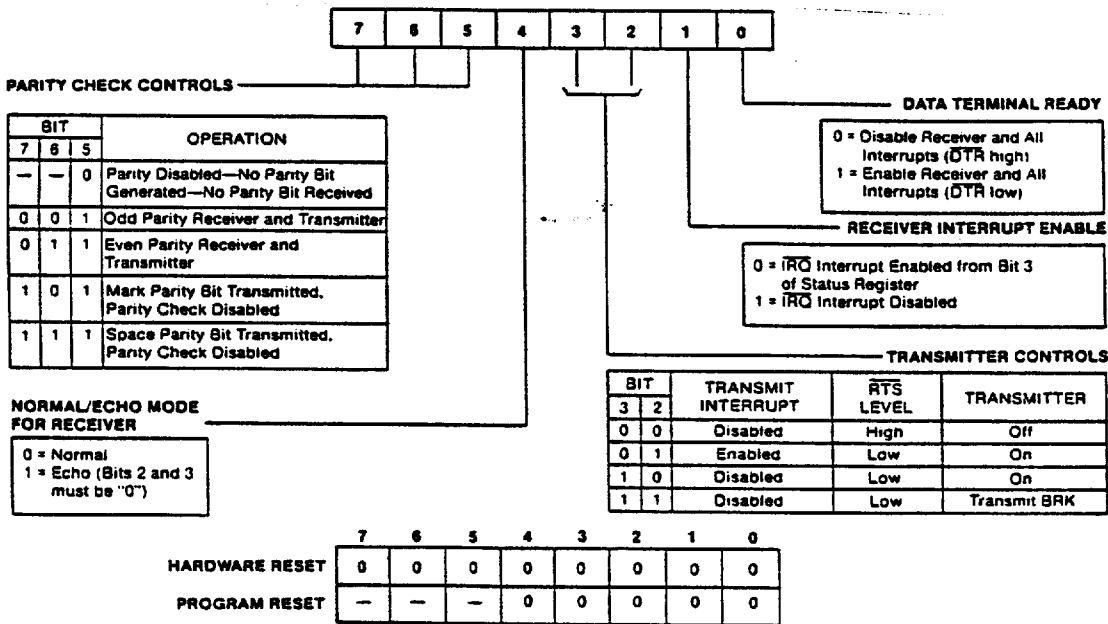 7 6 5 4 3 2 1 0
PARITY CHECK CONTROLS
BIT
OPERATION
7 6 5
— — 0 Parity Disabled—No Parity Bit
Generated—No Parity Bit Received
0 0 1 Odd Parity Receiver and Transmitter
0 1 1 Even Parity Receiver and
Transmitter
1 0 1 Mark Parity Bit Transmitted,
Parity Check Disabled
1 1 1 Space Parity Bit Transmitted,
Parity Check Disabled
NORMAL/ECHO MODE
FOR RECEIVER
0 = Normal
1 = Echo (Bits 2 and 3
must be "0")
DATA TERMINAL READY
0 = Disable Receiver and All
Interrupts (D̅T̅R̅ high)
1 = Enable Receiver and All
Interrupts (D̅T̅R̅ low)
RECEIVER INTERRUPT ENABLE
0 = I̅R̅Q̅ Interrupt Enabled from Bit 3
of Status Register
1 = I̅R̅Q̅ Interrupt Disabled
TRANSMITTER CONTROLS
BIT TRANSMIT R̅T̅S̅
3 2 INTERRUPT LEVEL TRANSMITTER
0 0 Disabled High Off
0 1 Enabled Low On
1 0 Disabled Low On
1 1 Disabled Low Transmit BRK
7 6 5 4 3 2 1 0
HARDWARE RESET 0 0 0 0 0 0 0 0
PROGRAM RESET — — — 0 0 0 0 0